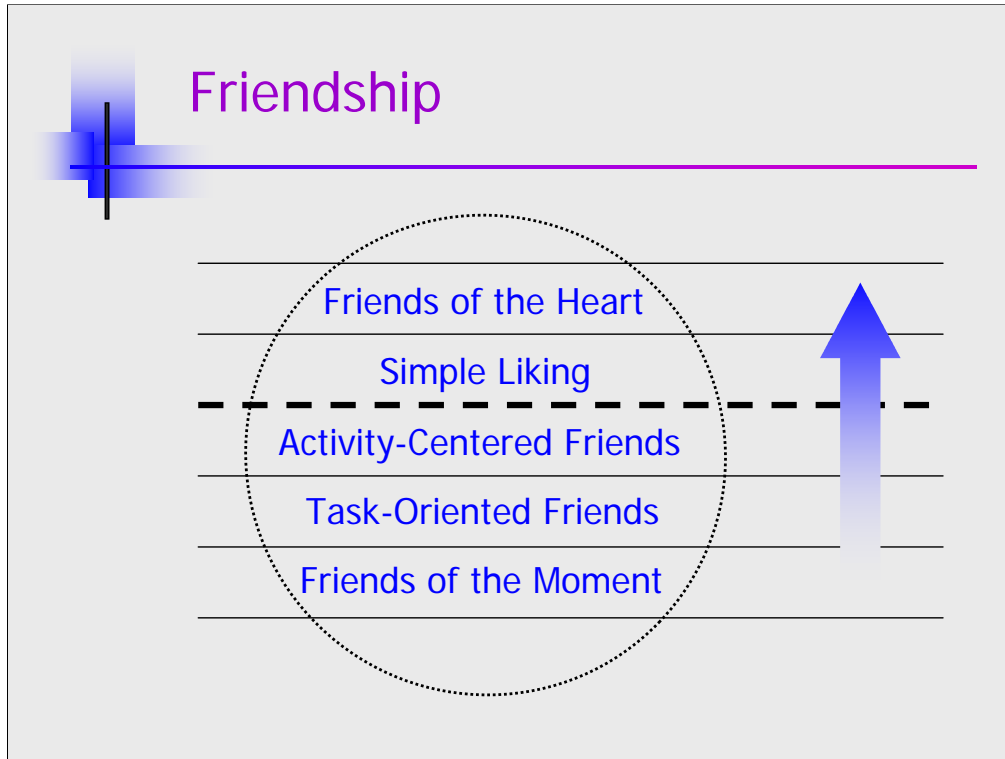 Friendship
Friends of the Heart
Simple Liking
Activity-Centered Friends
Task-Oriented Friends
Friends of the Moment